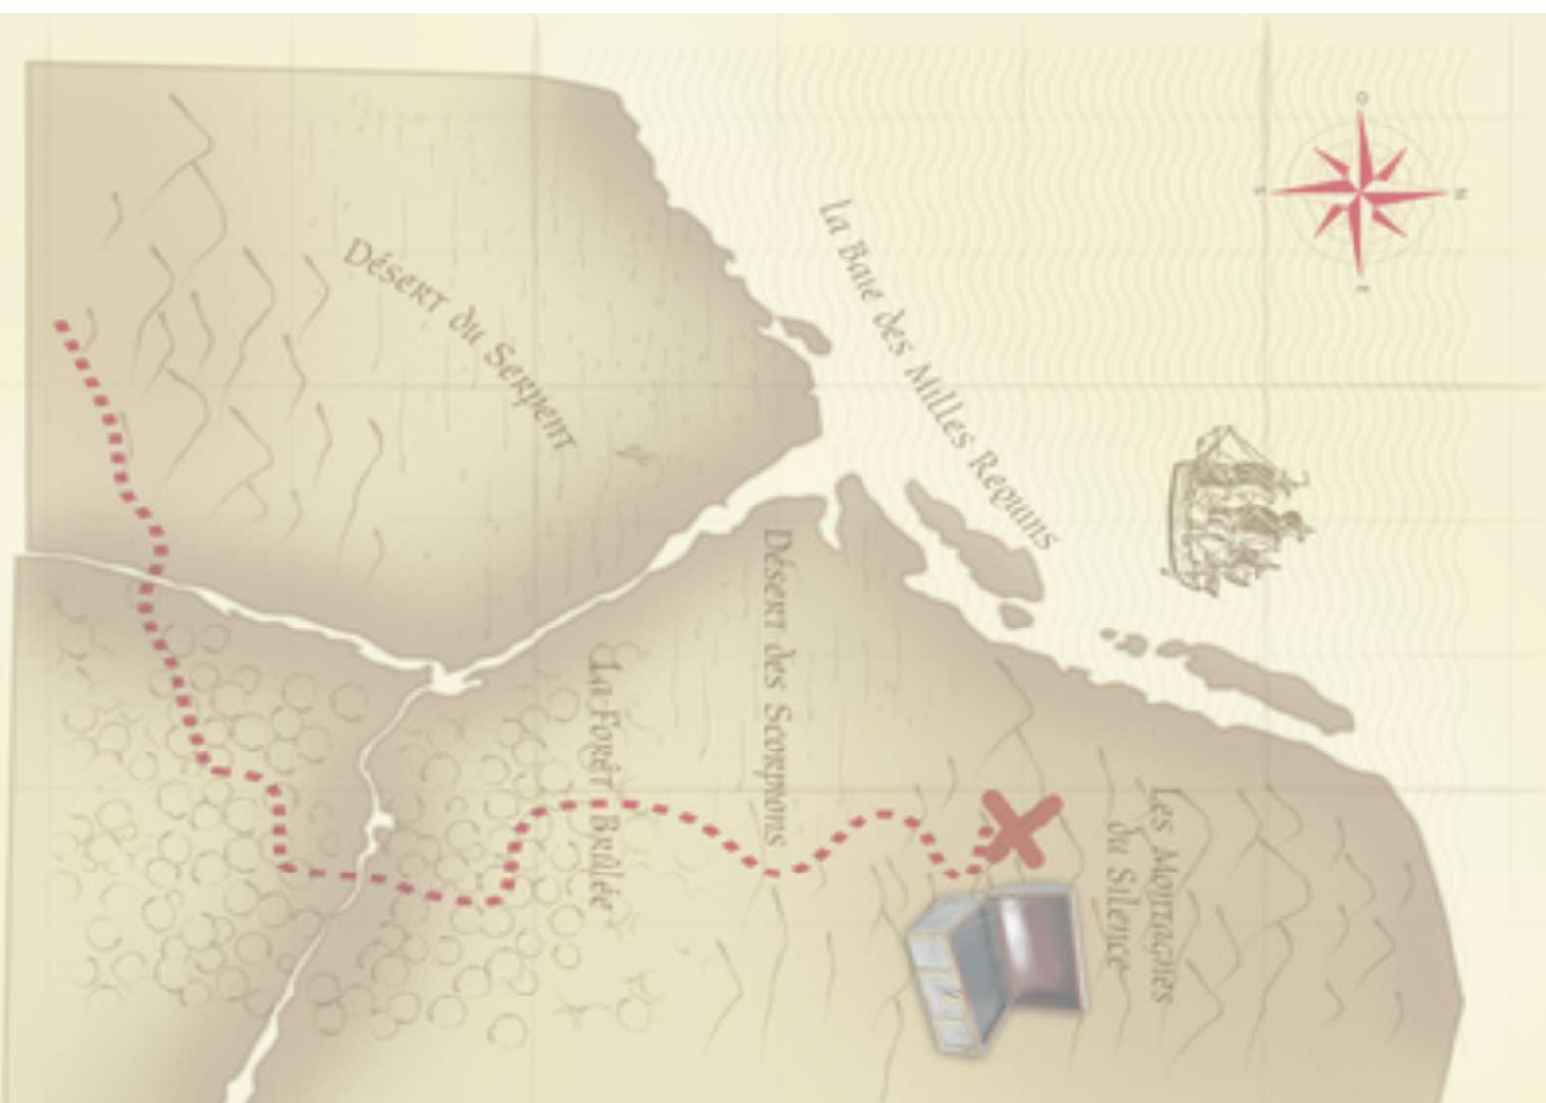 Désert du Serpent
La Baie des Milles Requins
Désert des Scorpions
La Forêt Brûlée
Les Montagnes
du Silence
O
S
N
E